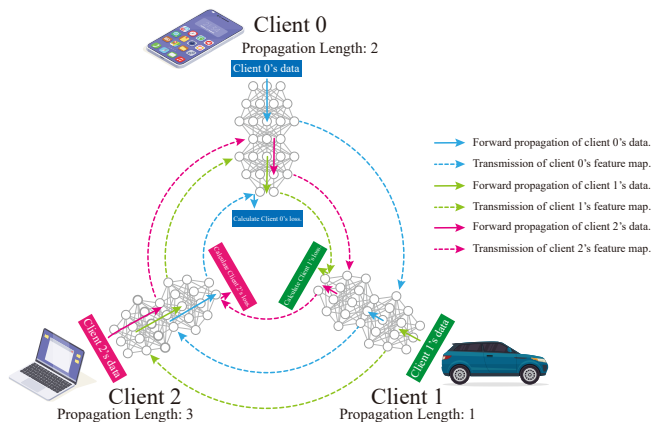 Client 0
Propagation Length: 2
Client 0's data
Forward propagation of client 0's data.
Transmission of client 0's feature map.
Forward propagation of client 1's data.
Transmission of client 1's feature map.
Forward propagation of client 2's data.
Transmission of client 2's feature map.
Calculate Client 0's loss.
Calculate Client 2's loss.
Calculate Client 1's loss.
Client 2's data
Client 1's data
Client 2
Propagation Length: 3
Client 1
Propagation Length: 1